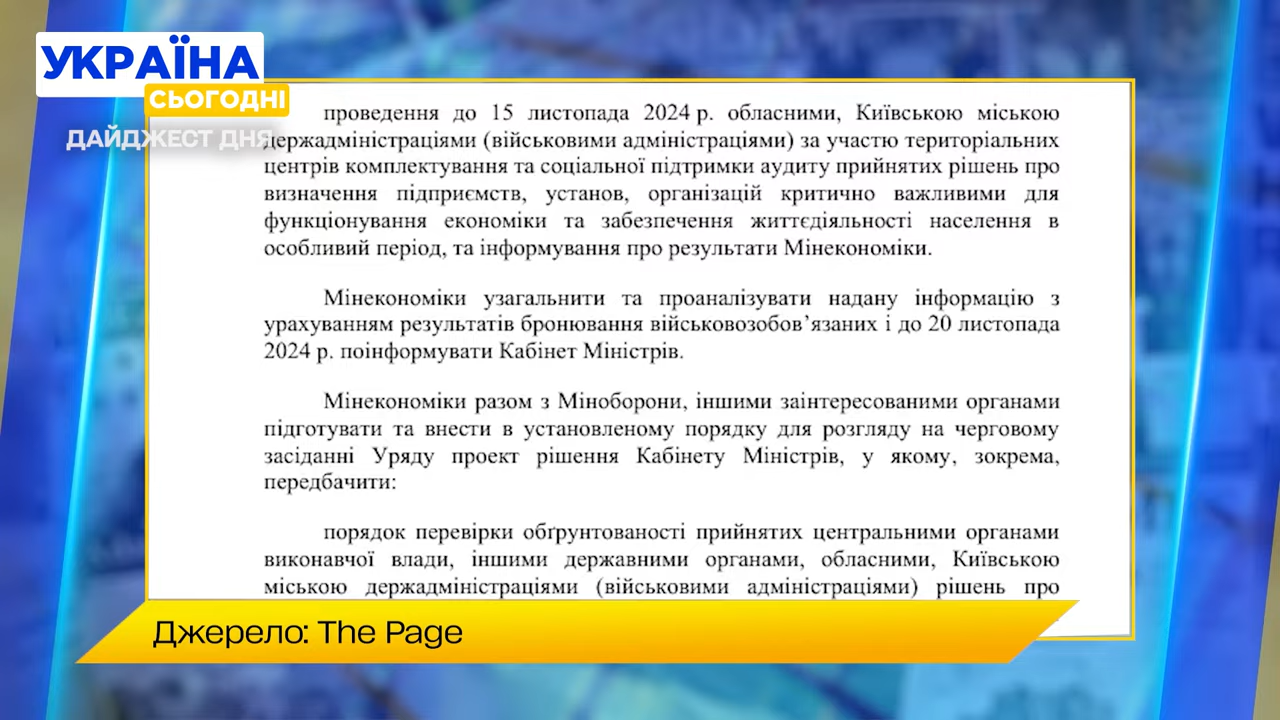 УКРАЇНА
СЬОГОДНІ
ДАЙДЖЕСТ ДНЯ
проведення до 15 листопада 2024 р. обласними, Київською міською
держадміністраціями (військовими адміністраціями) за участю територіальних
центрів комплектування та соціальної підтримки аудиту прийнятих рішень про
визначення підприємств, установ, організацій критично важливими для
функціонування економіки та забезпечення життєдіяльності населення в
особливий період, та інформування про результати Мінекономіки.
Мінекономіки узагальнити та проаналізувати надану інформацію з
урахуванням результатів бронювання військовозобов’язаних і до 20 листопада
2024 р. поінформувати Кабінет Міністрів.
Мінекономіки разом з Міноборони, іншими заінтересованими органами
підготувати та внести в установленому порядку для розгляду на черговому
засіданні Уряду проект рішення Кабінету Міністрів, у якому, зокрема,
передбачити:
порядок перевірки обґрунтованості прийнятих центральними органами
виконавчої влади, іншими державними органами, обласними, Київською
міською держадміністраціями (військовими адміністраціями) рішень про
Джерело: The Page